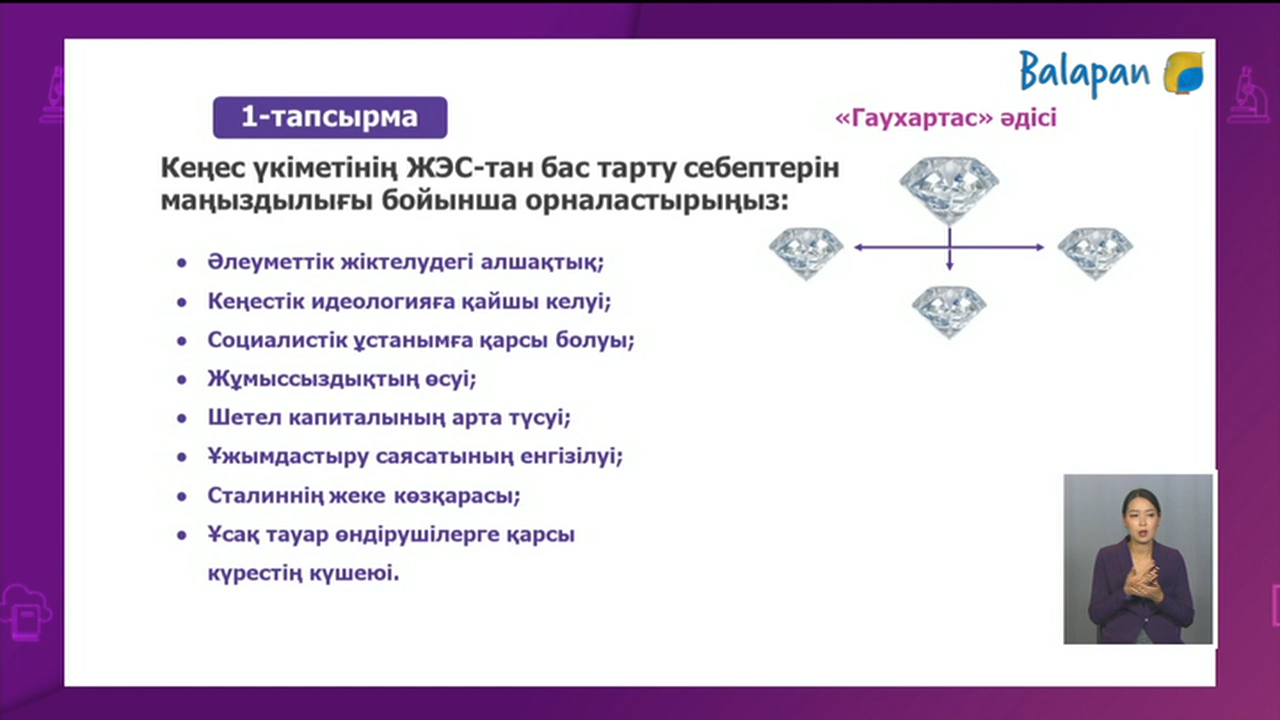 Balapan
1-тапсырма
«Гаухартас» әдісі
Кеңес үкіметінің ЖЭС-тан бас тарту себептерін
маңыздылығы бойынша орналастырыңыз:
• Әлеуметтік жіктелудегі алшақтық;
• Кеңестік идеологияға қайшы келуі;
• Социалистік ұстанымға қарсы болуы;
• Жұмыссыздықтың өсуі;
• Шетел капиталының арта түсуі;
• Ұжымдастыру саясатының енгізілуі;
• Сталиннің жеке көзқарасы;
• Ұсақ тауар өндірушілерге қарсы
күрестің күшеюі.